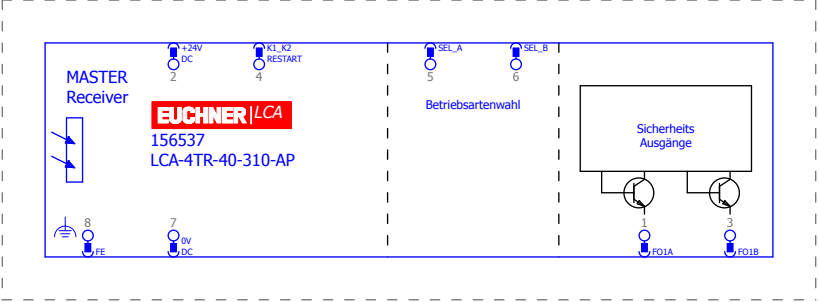 +24V
DC
2
K1_K2
RESTART
4
SEL_A
5
SEL_B
6
MASTER
Receiver
EUCHNER LCA
156537
LCA-4TR-40-310-AP
Betriebsartenwahl
Sicherheits
Ausgänge
8
FE
7
0V
DC
1
FO1A
3
FO1B